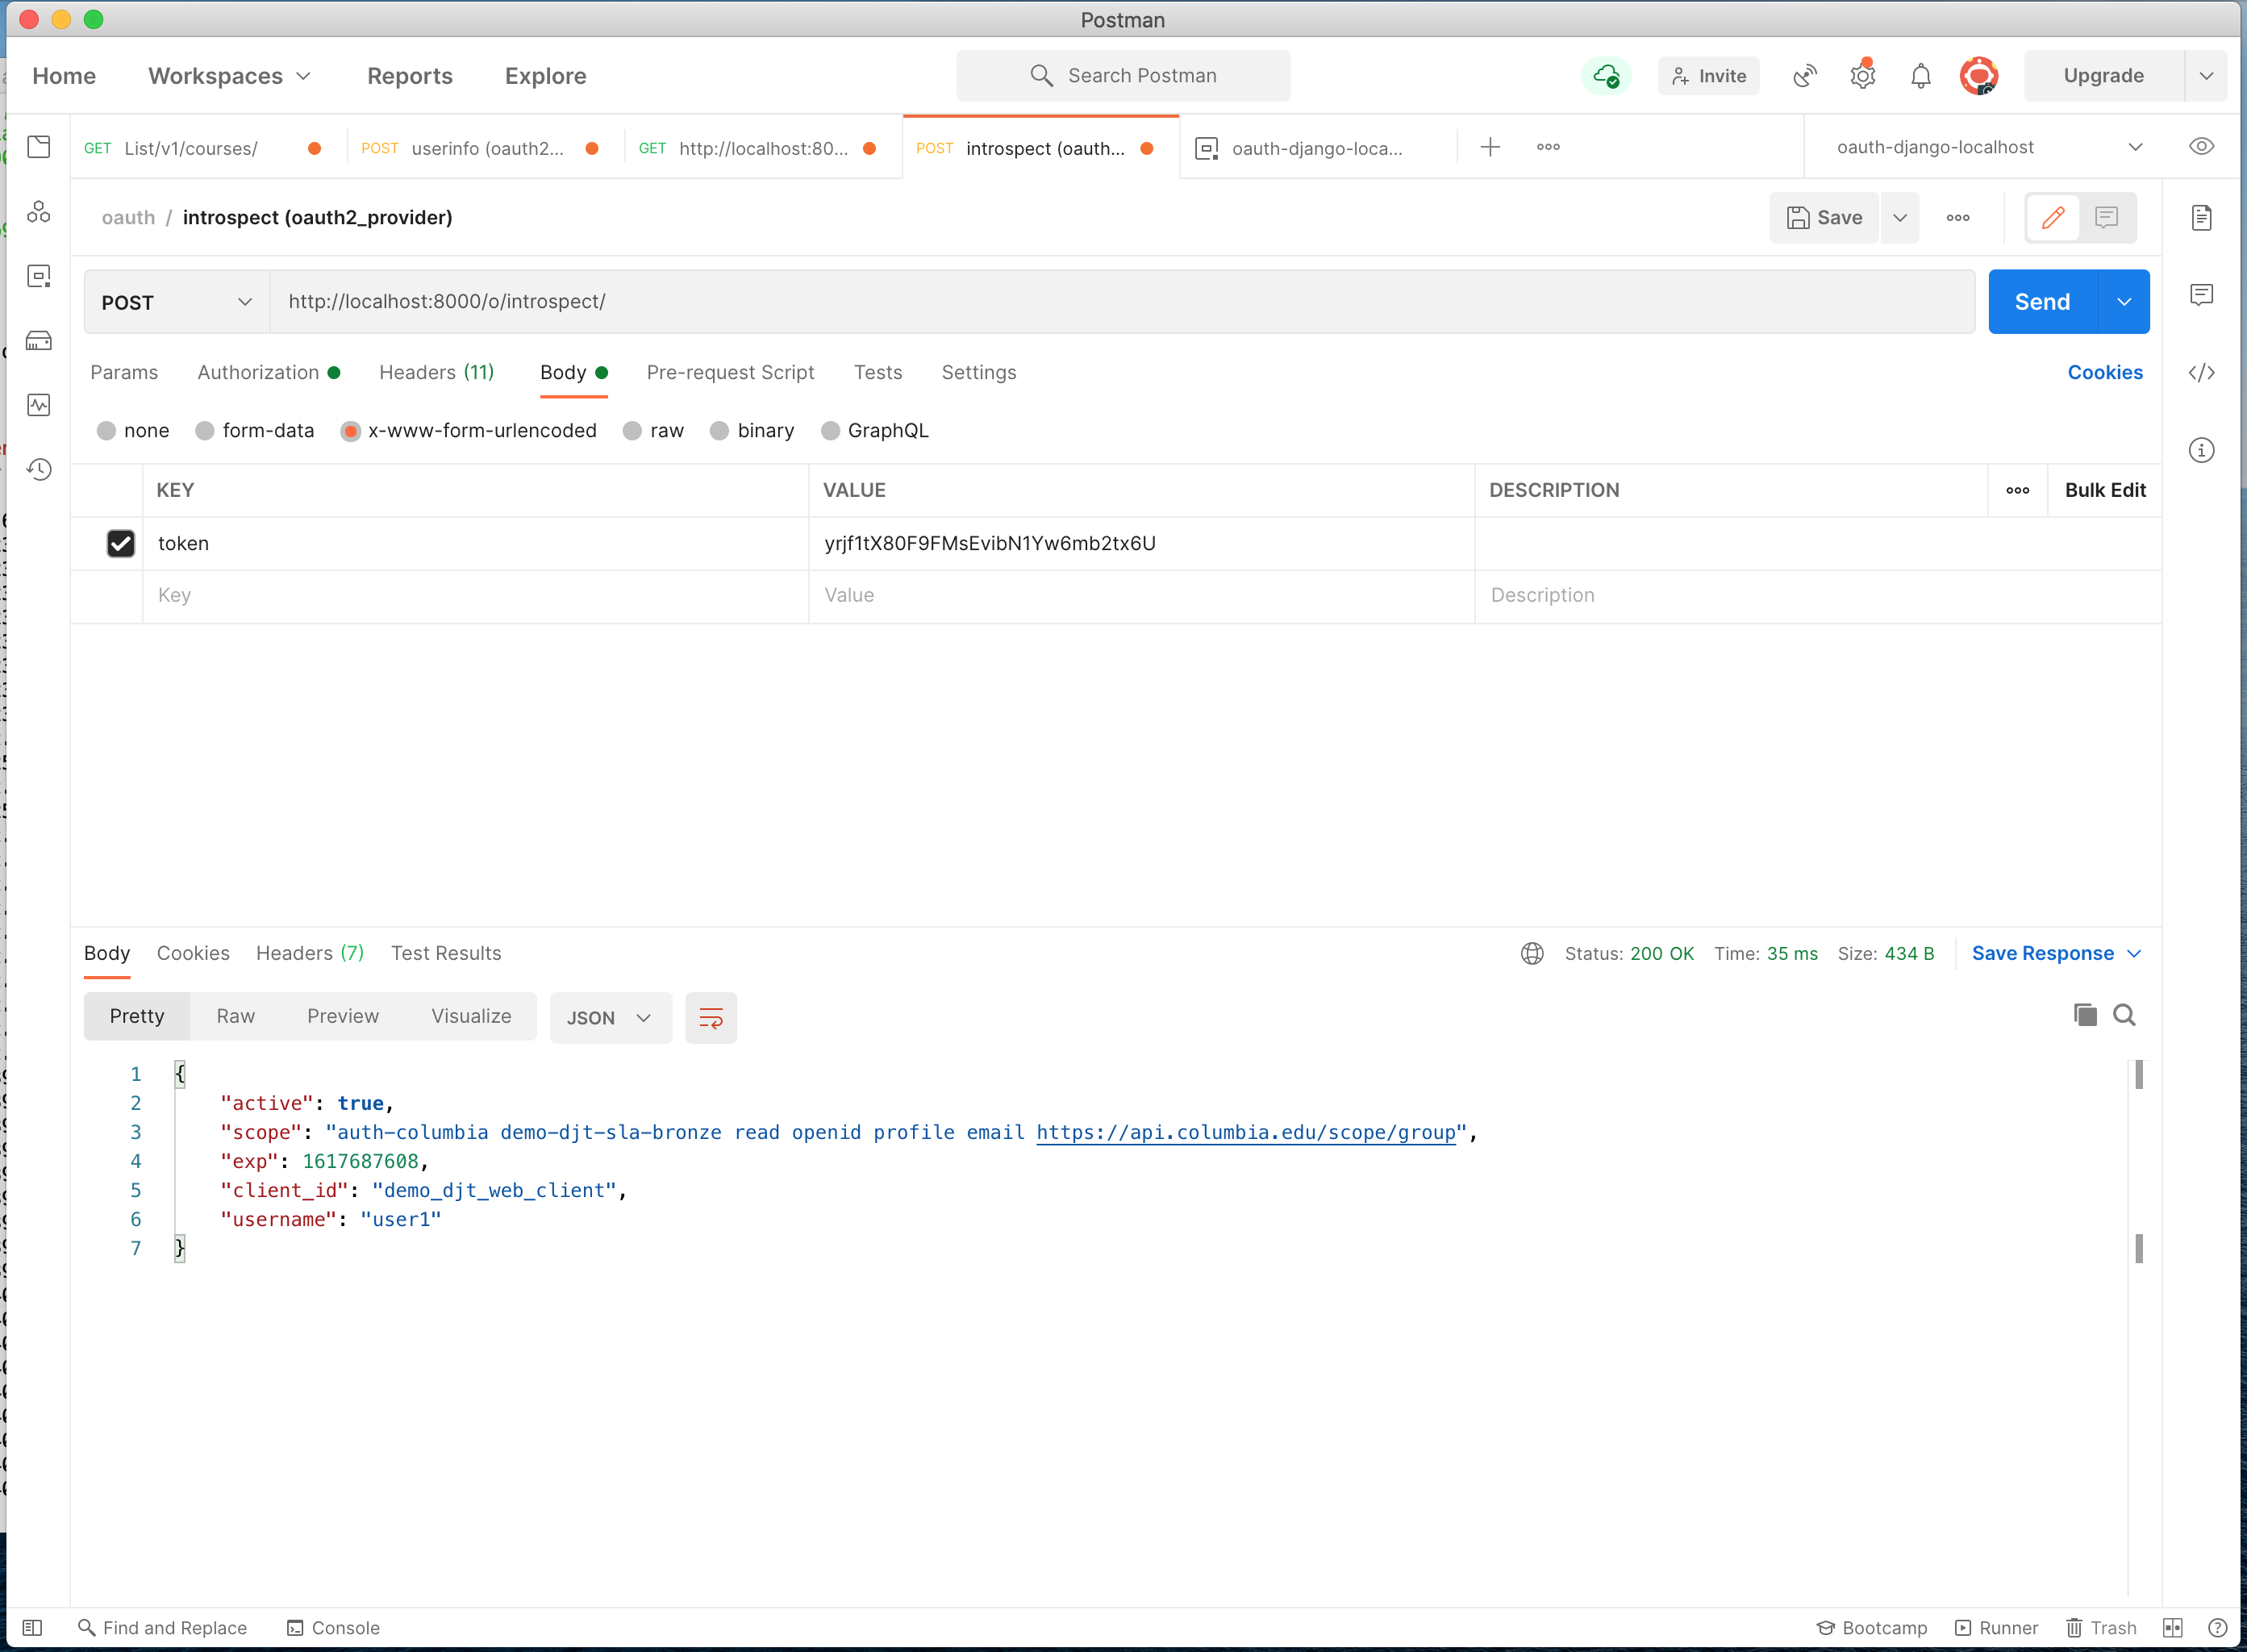 Postman
Home Workspaces Reports Explore Search Postman Invite Upgrade
GET List/v1/courses/ POST userinfo (oauth2... GET http://localhost:80... POST introspect (oauth... oauth-django-loca... oauth-django-localhost
oauth / introspect (oauth2_provider) Save
POST http://localhost:8000/o/introspect/ Send
Params Authorization Headers (11) Body Pre-request Script Tests Settings Cookies
none form-data x-www-form-urlencoded raw binary GraphQL
KEY VALUE DESCRIPTION Bulk Edit
token yrjf1tX80F9FMsEvibN1Yw6mb2tx6U
Key Value Description
Body Cookies Headers (7) Test Results Status: 200 OK Time: 35 ms Size: 434 B Save Response
Pretty Raw Preview Visualize JSON
1 {
2 "active": true,
3 "scope": "auth-columbia demo-djt-sla-bronze read openid profile email https://api.columbia.edu/scope/group",
4 "exp": 1617687608,
5 "client_id": "demo_djt_web_client",
6 "username": "user1"
7 }
Find and Replace Console Bootcamp Runner Trash